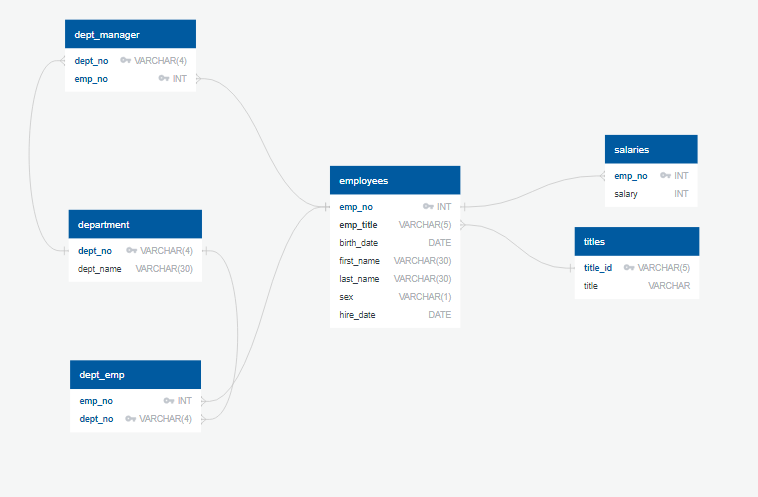 dept_manager
dept_no VARCHAR(4)
emp_no INT
department
dept_no VARCHAR(4)
dept_name VARCHAR(30)
dept_emp
emp_no INT
dept_no VARCHAR(4)
employees
emp_no INT
emp_title VARCHAR(5)
birth_date DATE
first_name VARCHAR(30)
last_name VARCHAR(30)
sex VARCHAR(1)
hire_date DATE
salaries
emp_no INT
salary INT
titles
title_id VARCHAR(5)
title VARCHAR